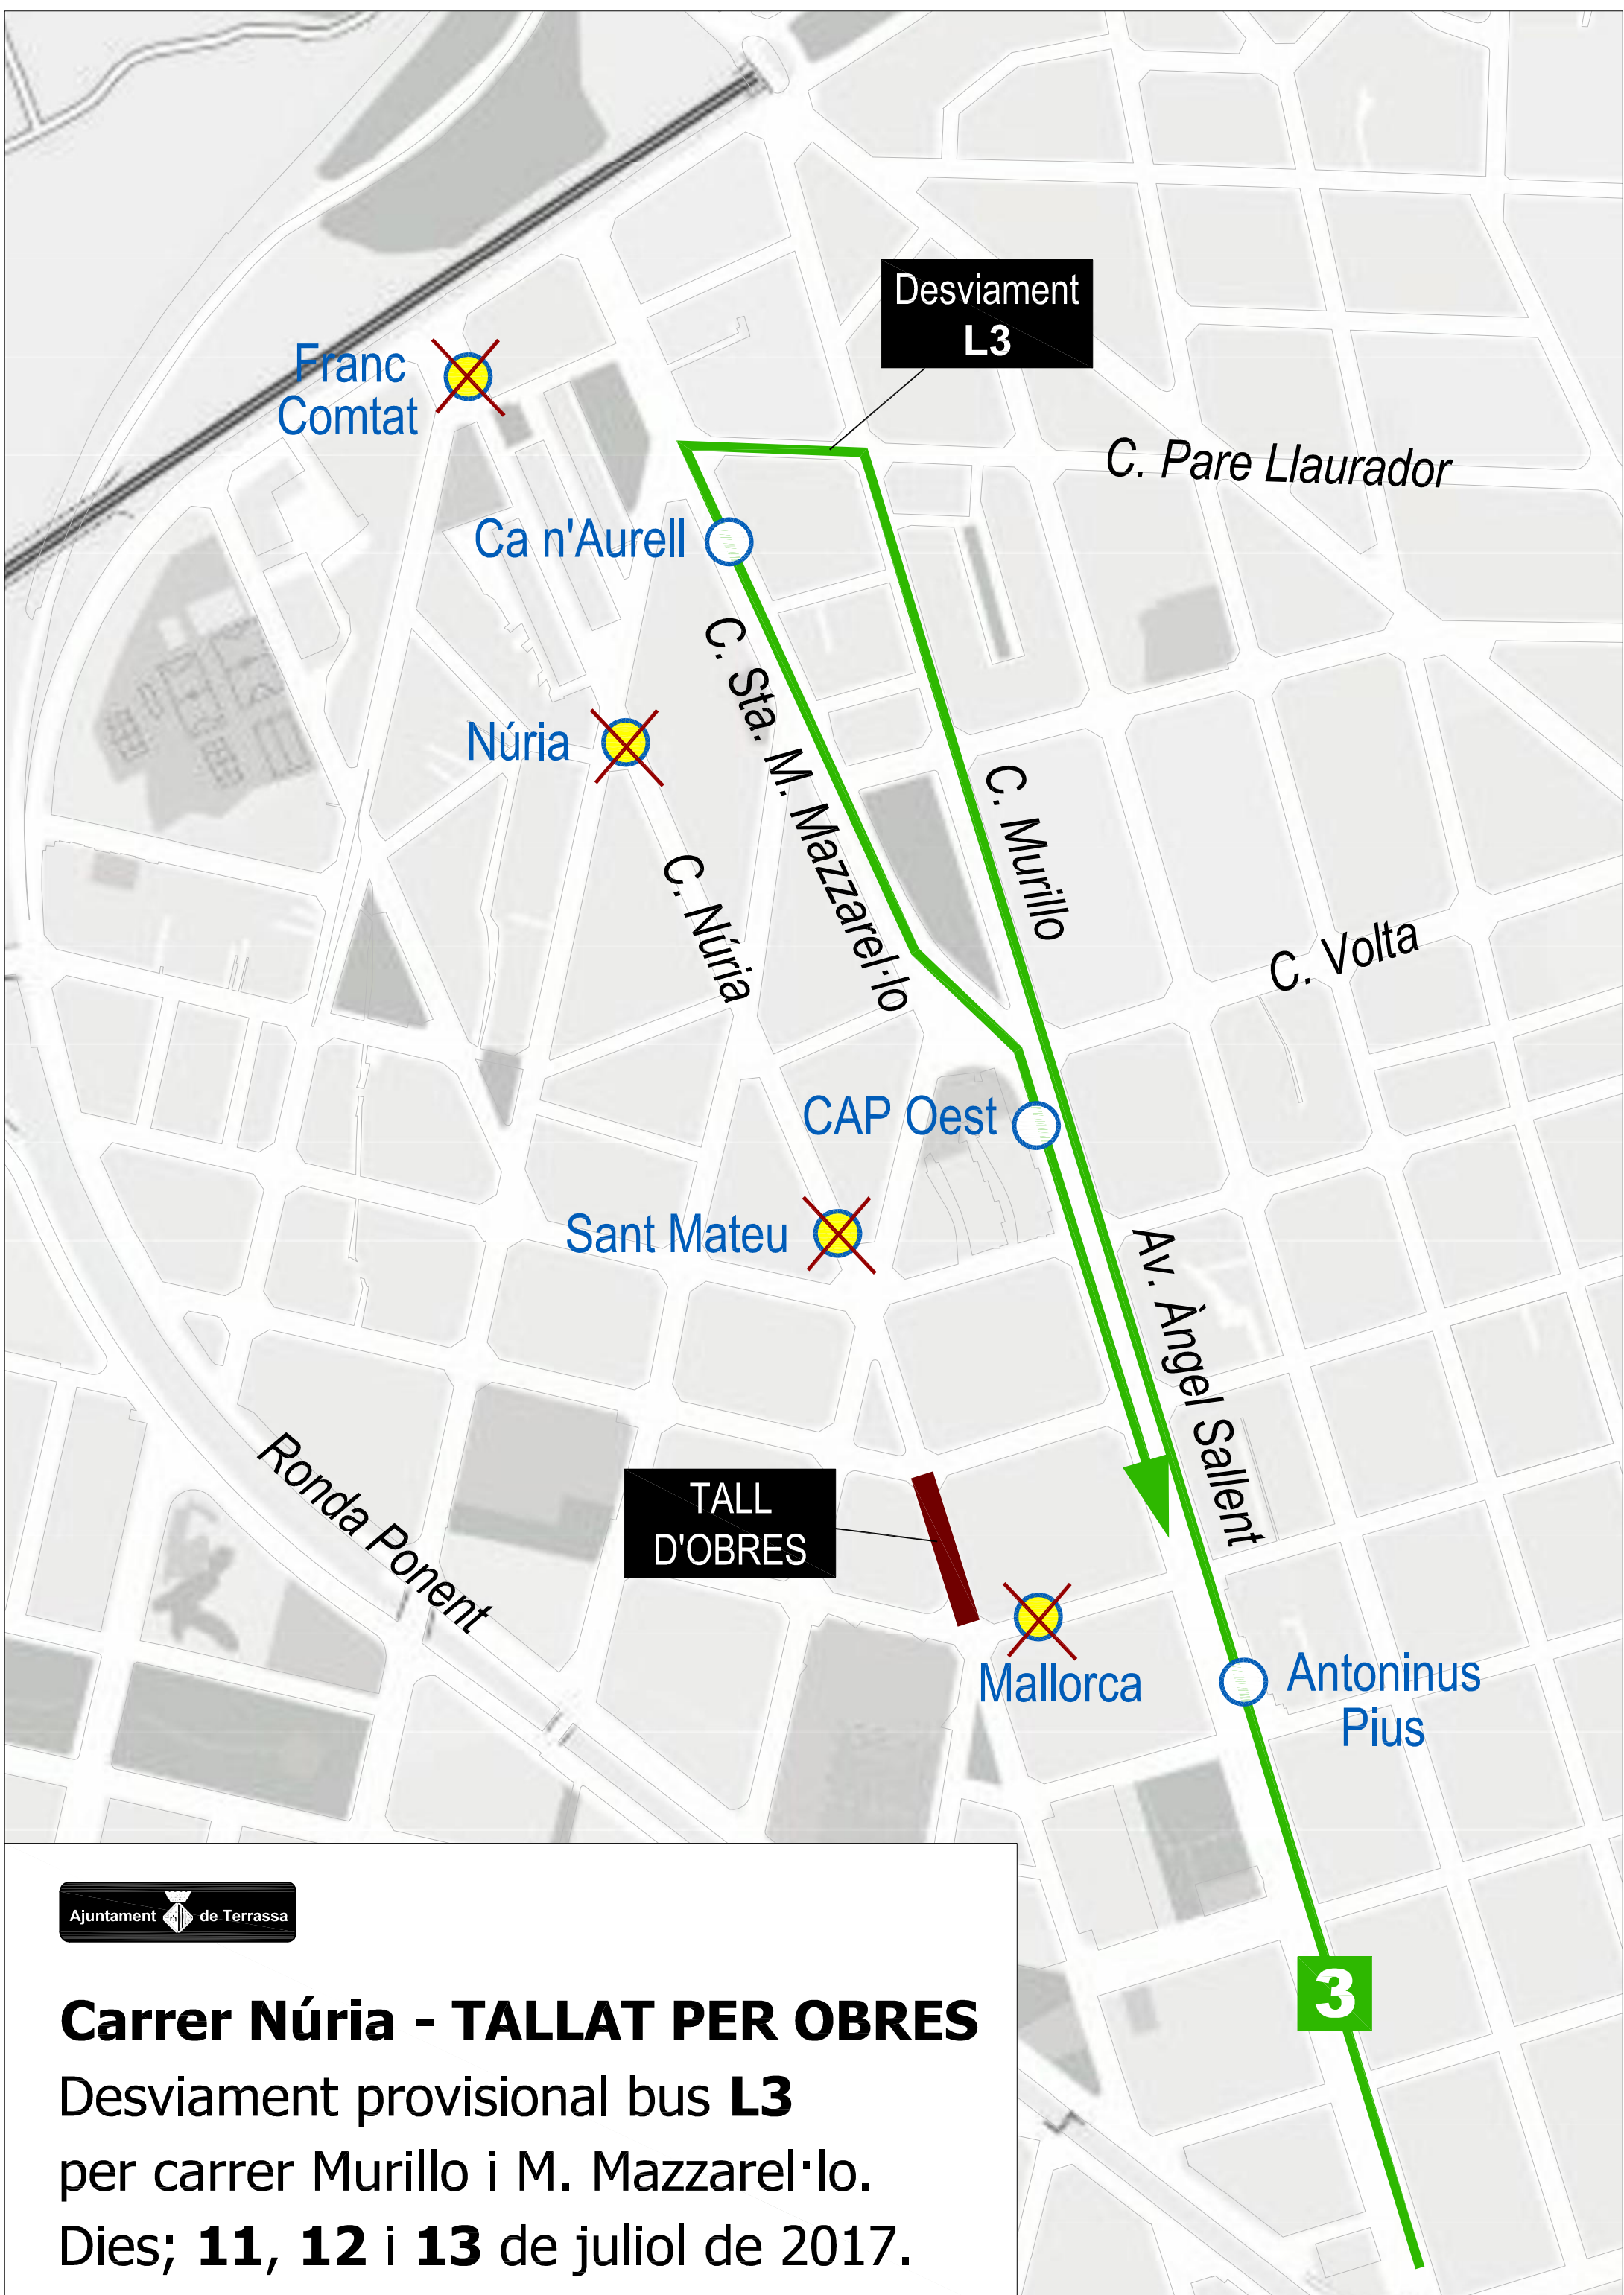 Desviament
L3
Franc
Comtat
C. Pare Llaurador
Ca n'Aurell
C. Sta. M. Mazzarel·lo
Núria
C. Murillo
C. Núria
C. Volta
CAP Oest
Sant Mateu
Av. Àngel Sallent
Ronda Ponent
TALL
D'OBRES
Mallorca
Antoninus
Pius
3
Ajuntament de Terrassa
Carrer Núria - TALLAT PER OBRES
Desviament provisional bus L3
per carrer Murillo i M. Mazzarel·lo.
Dies; 11, 12 i 13 de juliol de 2017.